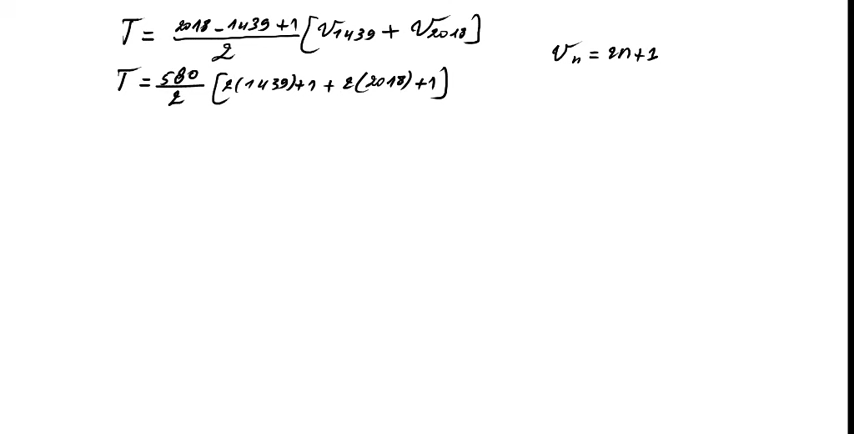 T = (2018 - 1439 + 1)/2 [V₁₄₃₉ + V₂₀₁₈]
Vₙ = 2n+1
T = 580/2 [2(1439)+1 + 2(2018)+1]